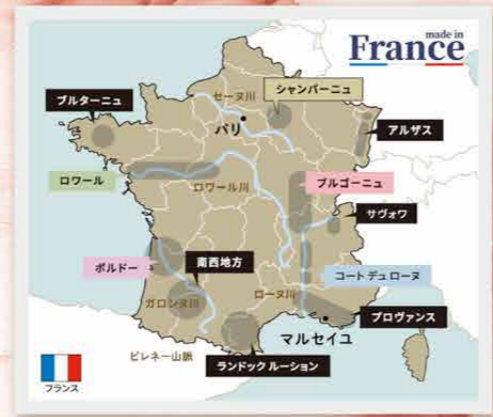 made in
France
シャンパーニュ
セーヌ川
ブルターニュ
パリ
アルザス
ロワール
ロワール川
ブルゴーニュ
サヴォワ
南西地方
ボルドー
コート デュ ローヌ
ガロンヌ川
ローヌ川
プロヴァンス
マルセイユ
ピレネー山脈
ランドック ルーション
フランス